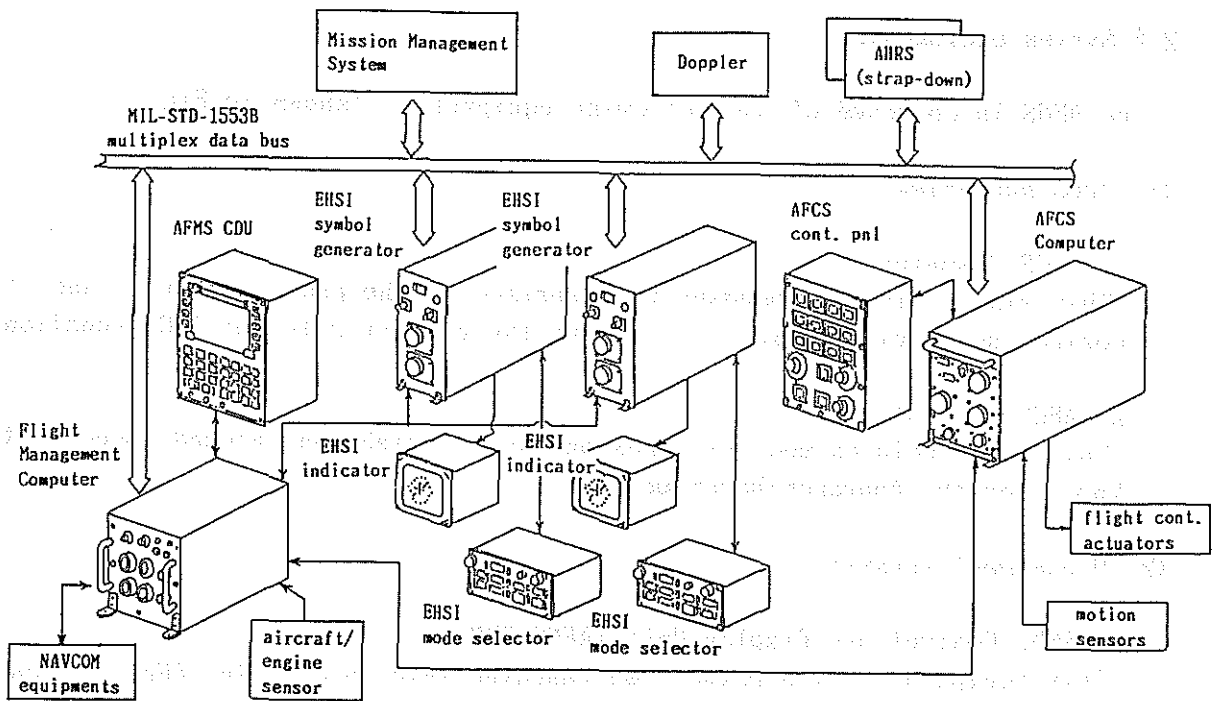 Mission Management
System
Doppler
AHRS
(strap-down)
MIL-STD-1553B
multiplex data bus
AFMS CDU
EHSI
symbol
generator
EHSI
symbol
generator
AFCS
cont. pnl
AFCS
Computer
Flight
Management
Computer
EHSI
indicator
EHSI
indicator
flight cont.
actuators
EHSI
mode selector
EHSI
mode selector
motion
sensors
aircraft/
engine
sensor
NAVCOM
equipments